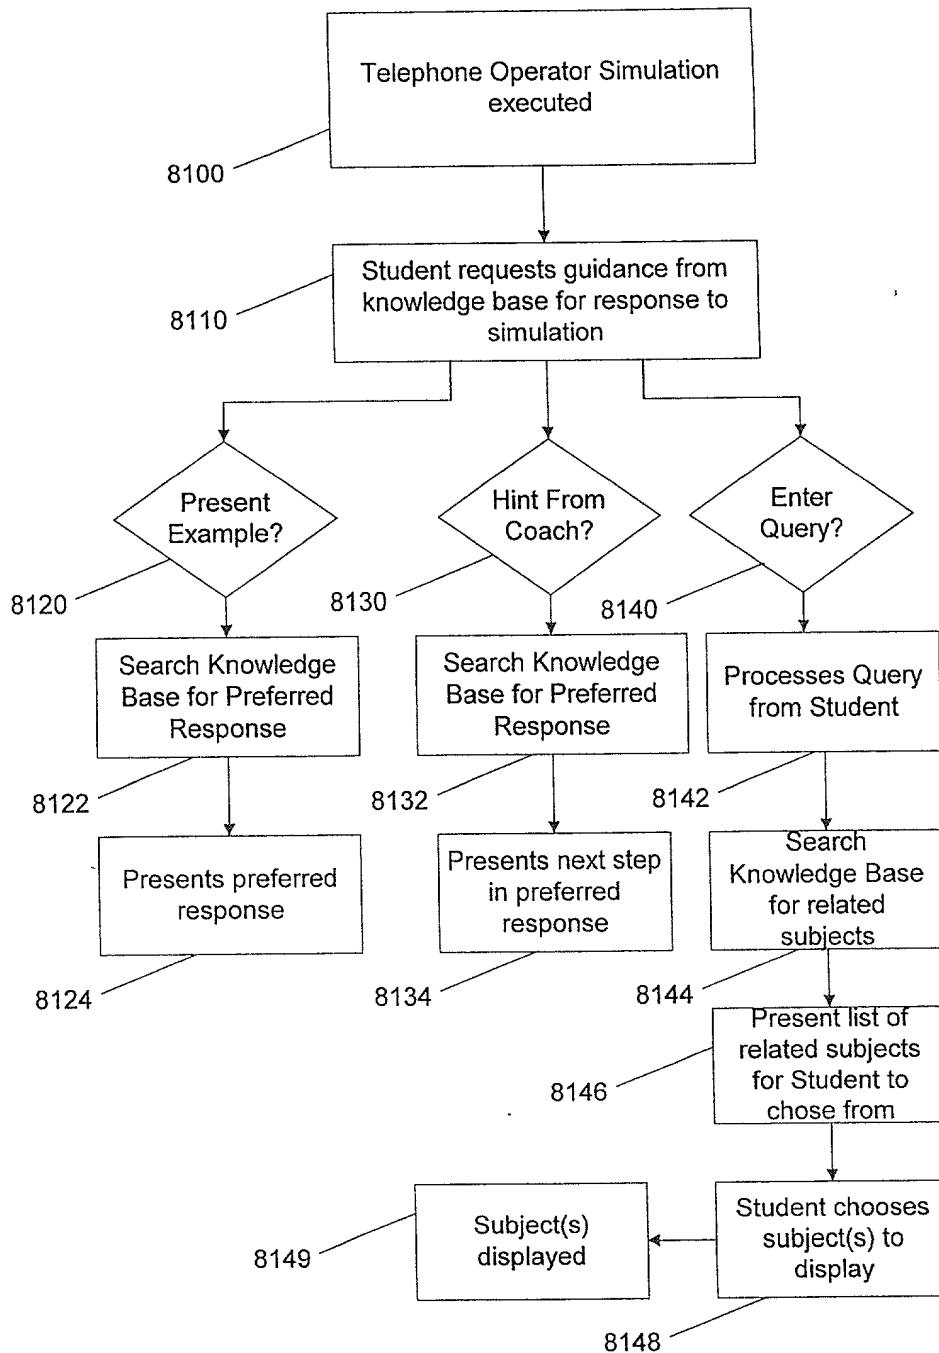 Telephone Operator Simulation
executed
8100
Student requests guidance from
knowledge base for response to
simulation
8110
Present
Example?
8120
Hint From
Coach?
8130
Enter
Query?
8140
Search Knowledge
Base for Preferred
Response
8122
Search Knowledge
Base for Preferred
Response
8132
Processes Query
from Student
8142
Presents preferred
response
8124
Presents next step
in preferred
response
8134
Search
Knowledge Base
for related
subjects
8144
Present list of
related subjects
for Student to
chose from
8146
Student chooses
subject(s) to
display
8148
Subject(s)
displayed
8149